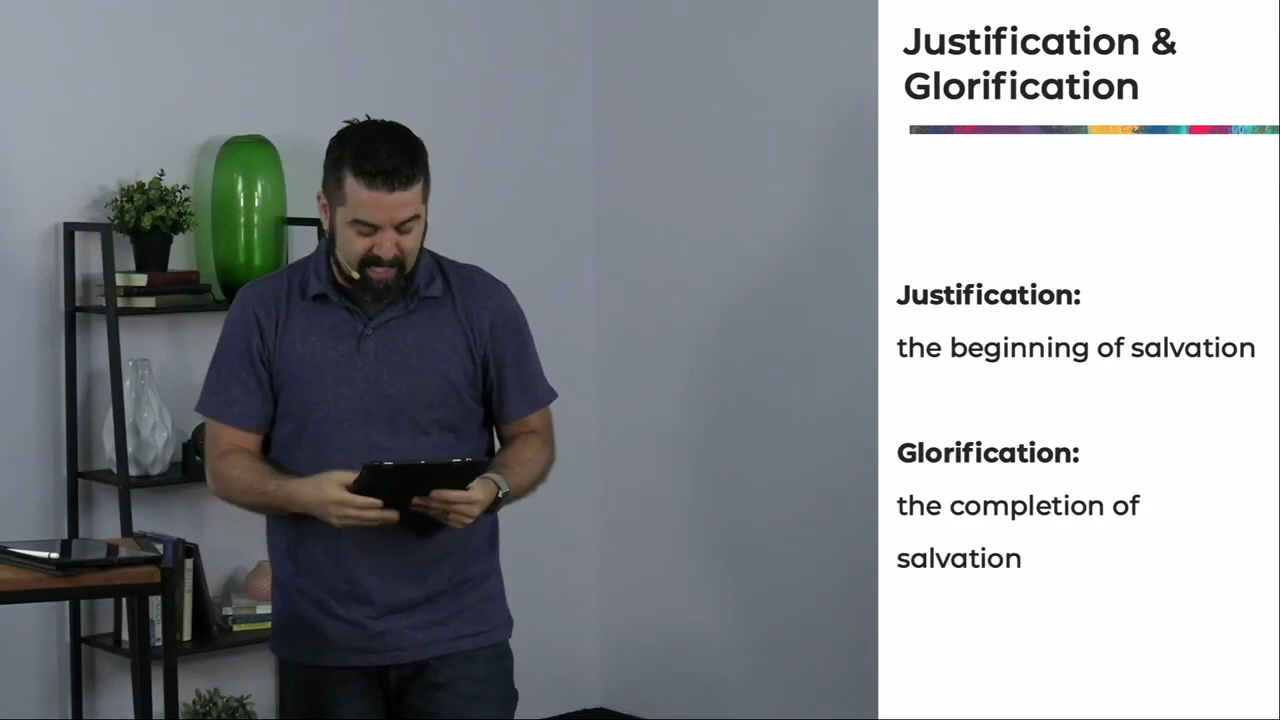 Justification &
Glorification
Justification:
the beginning of salvation
Glorification:
the completion of
salvation